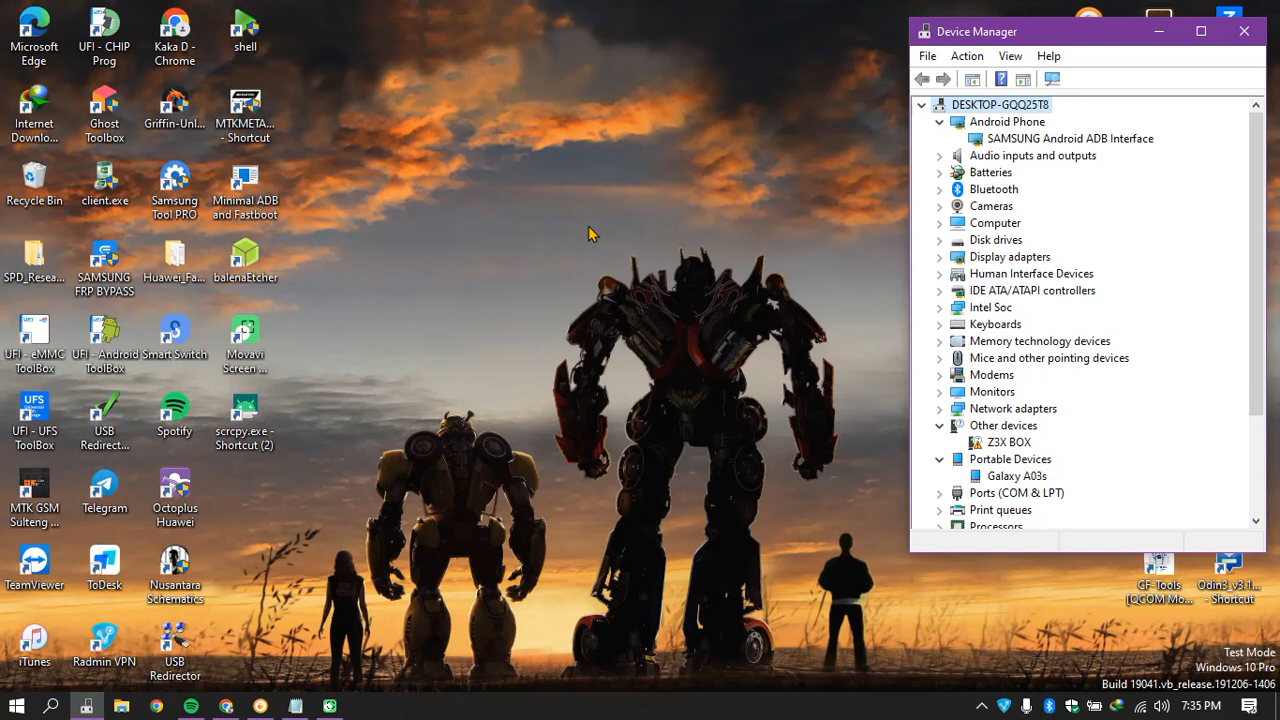 Microsoft
Edge
UFI - CHIP
Prog
Kaka D -
Chrome
shell
Internet
Downlo...
Ghost
Toolbox
Griffin-Unl...
MTKMETA...
- Shortcut
Recycle Bin
client.exe
Samsung
Tool PRO
Minimal ADB
and Fastboot
SPD_Resea...
SAMSUNG
FRP BYPASS
Huawei_Fa...
balenaEtcher
UFI - eMMC
ToolBox
UFI - Android
ToolBox
Smart Switch
Movavi
Screen ...
UFS
UFI - UFS
ToolBox
USB
Redirect...
Spotify
scrcpy.exe -
Shortcut (2)
MTK GSM
Sulteng ...
Telegram
Octoplus
Huawei
TeamViewer
ToDesk
Nusantara
Schematics
iTunes
Radmin VPN
USB
Redirector
Device Manager
File
Action
View
Help
DESKTOP-GQQ25T8
Android Phone
SAMSUNG Android ADB Interface
Audio inputs and outputs
Batteries
Bluetooth
Cameras
Computer
Disk drives
Display adapters
Human Interface Devices
IDE ATA/ATAPI controllers
Intel Soc
Keyboards
Memory technology devices
Mice and other pointing devices
Modems
Monitors
Network adapters
Other devices
Z3X BOX
Portable Devices
Galaxy A03s
Ports (COM & LPT)
Print queues
Processors
CF-Tools
[QCOM] Mo...
Odin3_v3.1...
- Shortcut
Test Mode
Windows 10 Pro
Build 19041.vb_release.191206-1406
7:35 PM